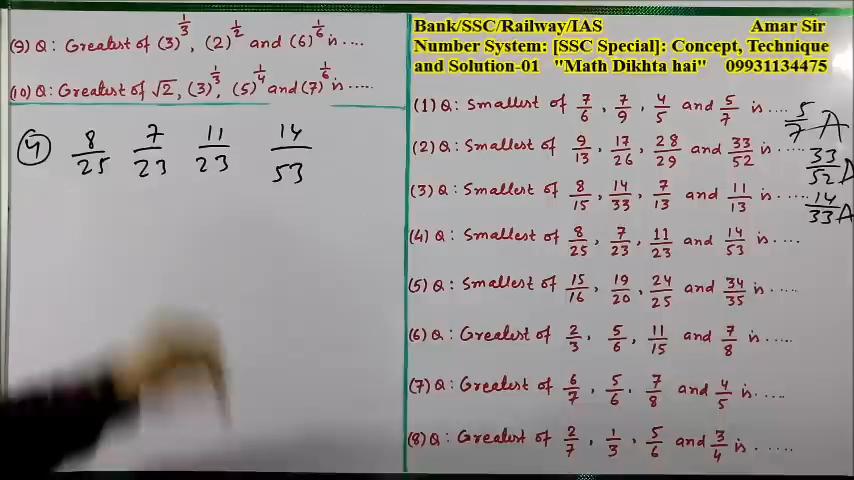 (9) Q: Greatest of (3)^1/3, (2)^1/2 and (6)^1/6 is....
(10) Q: Greatest of √2, (3)^1/3, (5)^1/4 and (7)^1/6 is.....
(4) 8/25 7/23 11/23 14/53
Bank/SSC/Railway/IAS Amar Sir
Number System: [SSC Special]: Concept, Technique
and Solution-01 "Math Dikhta hai" 09931134475
(1) Q: Smallest of 7/6, 7/9, 4/5 and 5/7 is.... 5/7 A
(2) Q: Smallest of 9/13, 17/26, 28/29 and 33/52 is..... 33/52 A
(3) Q: Smallest of 8/15, 14/33, 7/13 and 11/13 is..... 14/33 A
(4) Q: Smallest of 8/25, 7/23, 11/23 and 14/53 is.....
(5) Q: Smallest of 15/16, 19/20, 24/25 and 34/35 is.....
(6) Q: Greatest of 2/3, 5/6, 11/15 and 7/8 is.....
(7) Q: Greatest of 6/7, 5/6, 7/8 and 4/5 is.....
(8) Q: Greatest of 2/7, 1/3, 5/6 and 3/4 is.....